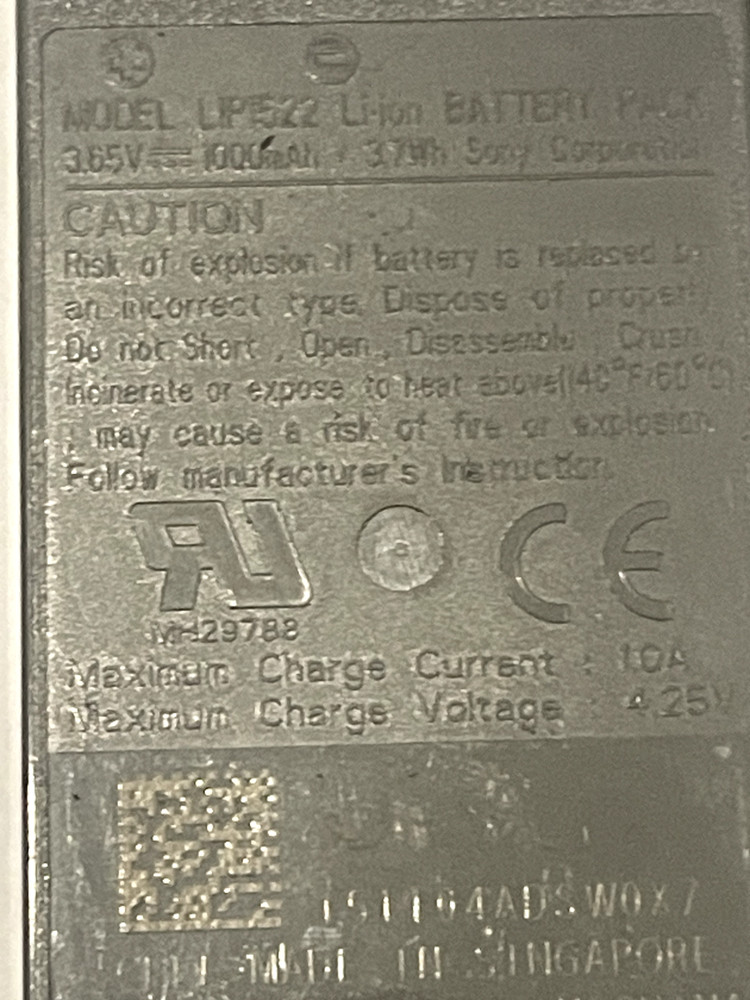 MODEL LIP1522 Li-ion BATTERY PACK
3.65V⎓ 1000mAh • 3.7Wh Sony Corporation
CAUTION
Risk of explosion if battery is replaced by
an incorrect type. Dispose of properly.
Do not Short, Open, Disassemble, Crush,
Incinerate or expose to heat above(140°F/60°C)
, may cause a risk of fire or explosion.
Follow manufacturer's Instruction.
MH29788
CE
Maximum Charge Current : 1.0A
Maximum Charge Voltage : 4.25V
ADSW0X7
MADE IN SINGAPORE